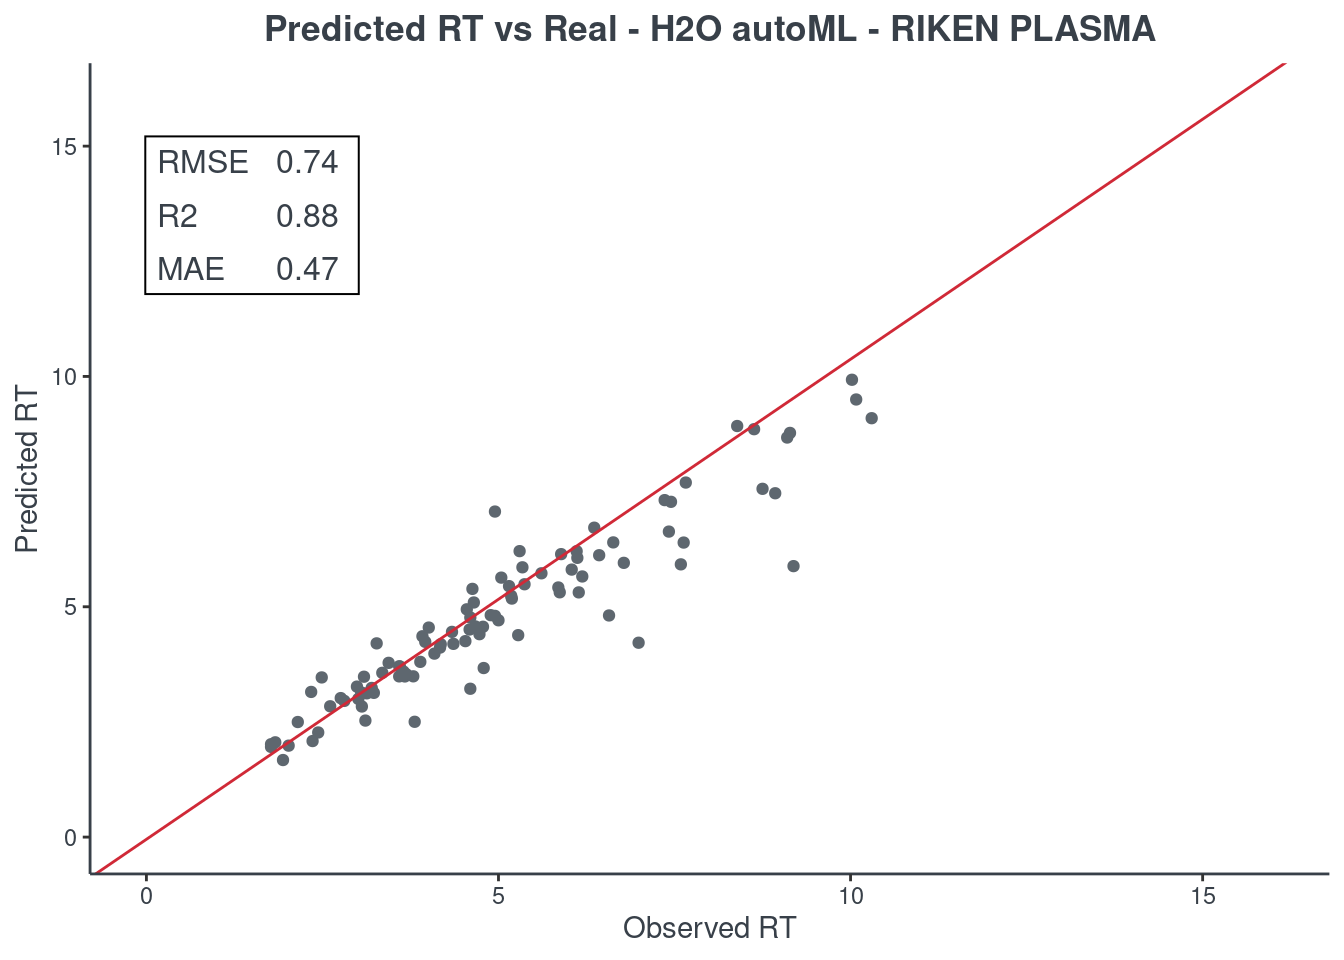 Predicted RT vs Real - H2O autoML - RIKEN PLASMA
RMSE 0.74
R2 0.88
MAE 0.47
Predicted RT
15
10
5
0
0 5 10 15
Observed RT